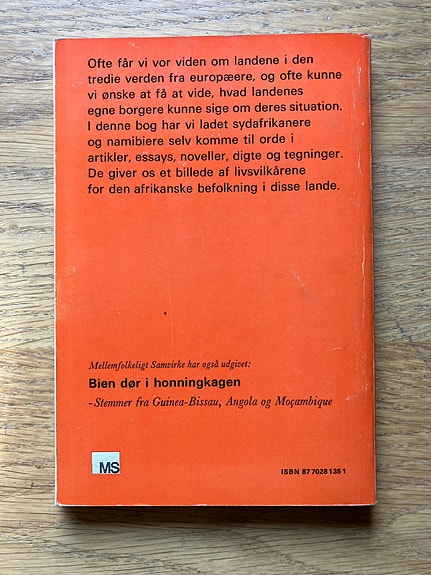 Ofte får vi vor viden om landene i den
tredie verden fra europæere, og ofte kunne
vi ønske at få at vide, hvad landenes
egne borgere kunne sige om deres situation.
I denne bog har vi ladet sydafrikanere
og namibiere selv komme til orde i
artikler, essays, noveller, digte og tegninger.
De giver os et billede af livsvilkårene
for den afrikanske befolkning i disse lande.
Mellemfolkeligt Samvirke har også udgivet:
Bien dør i honningkagen
-Stemmer fra Guinea-Bissau, Angola og Moçambique
MS
ISBN 87 7028 135 1